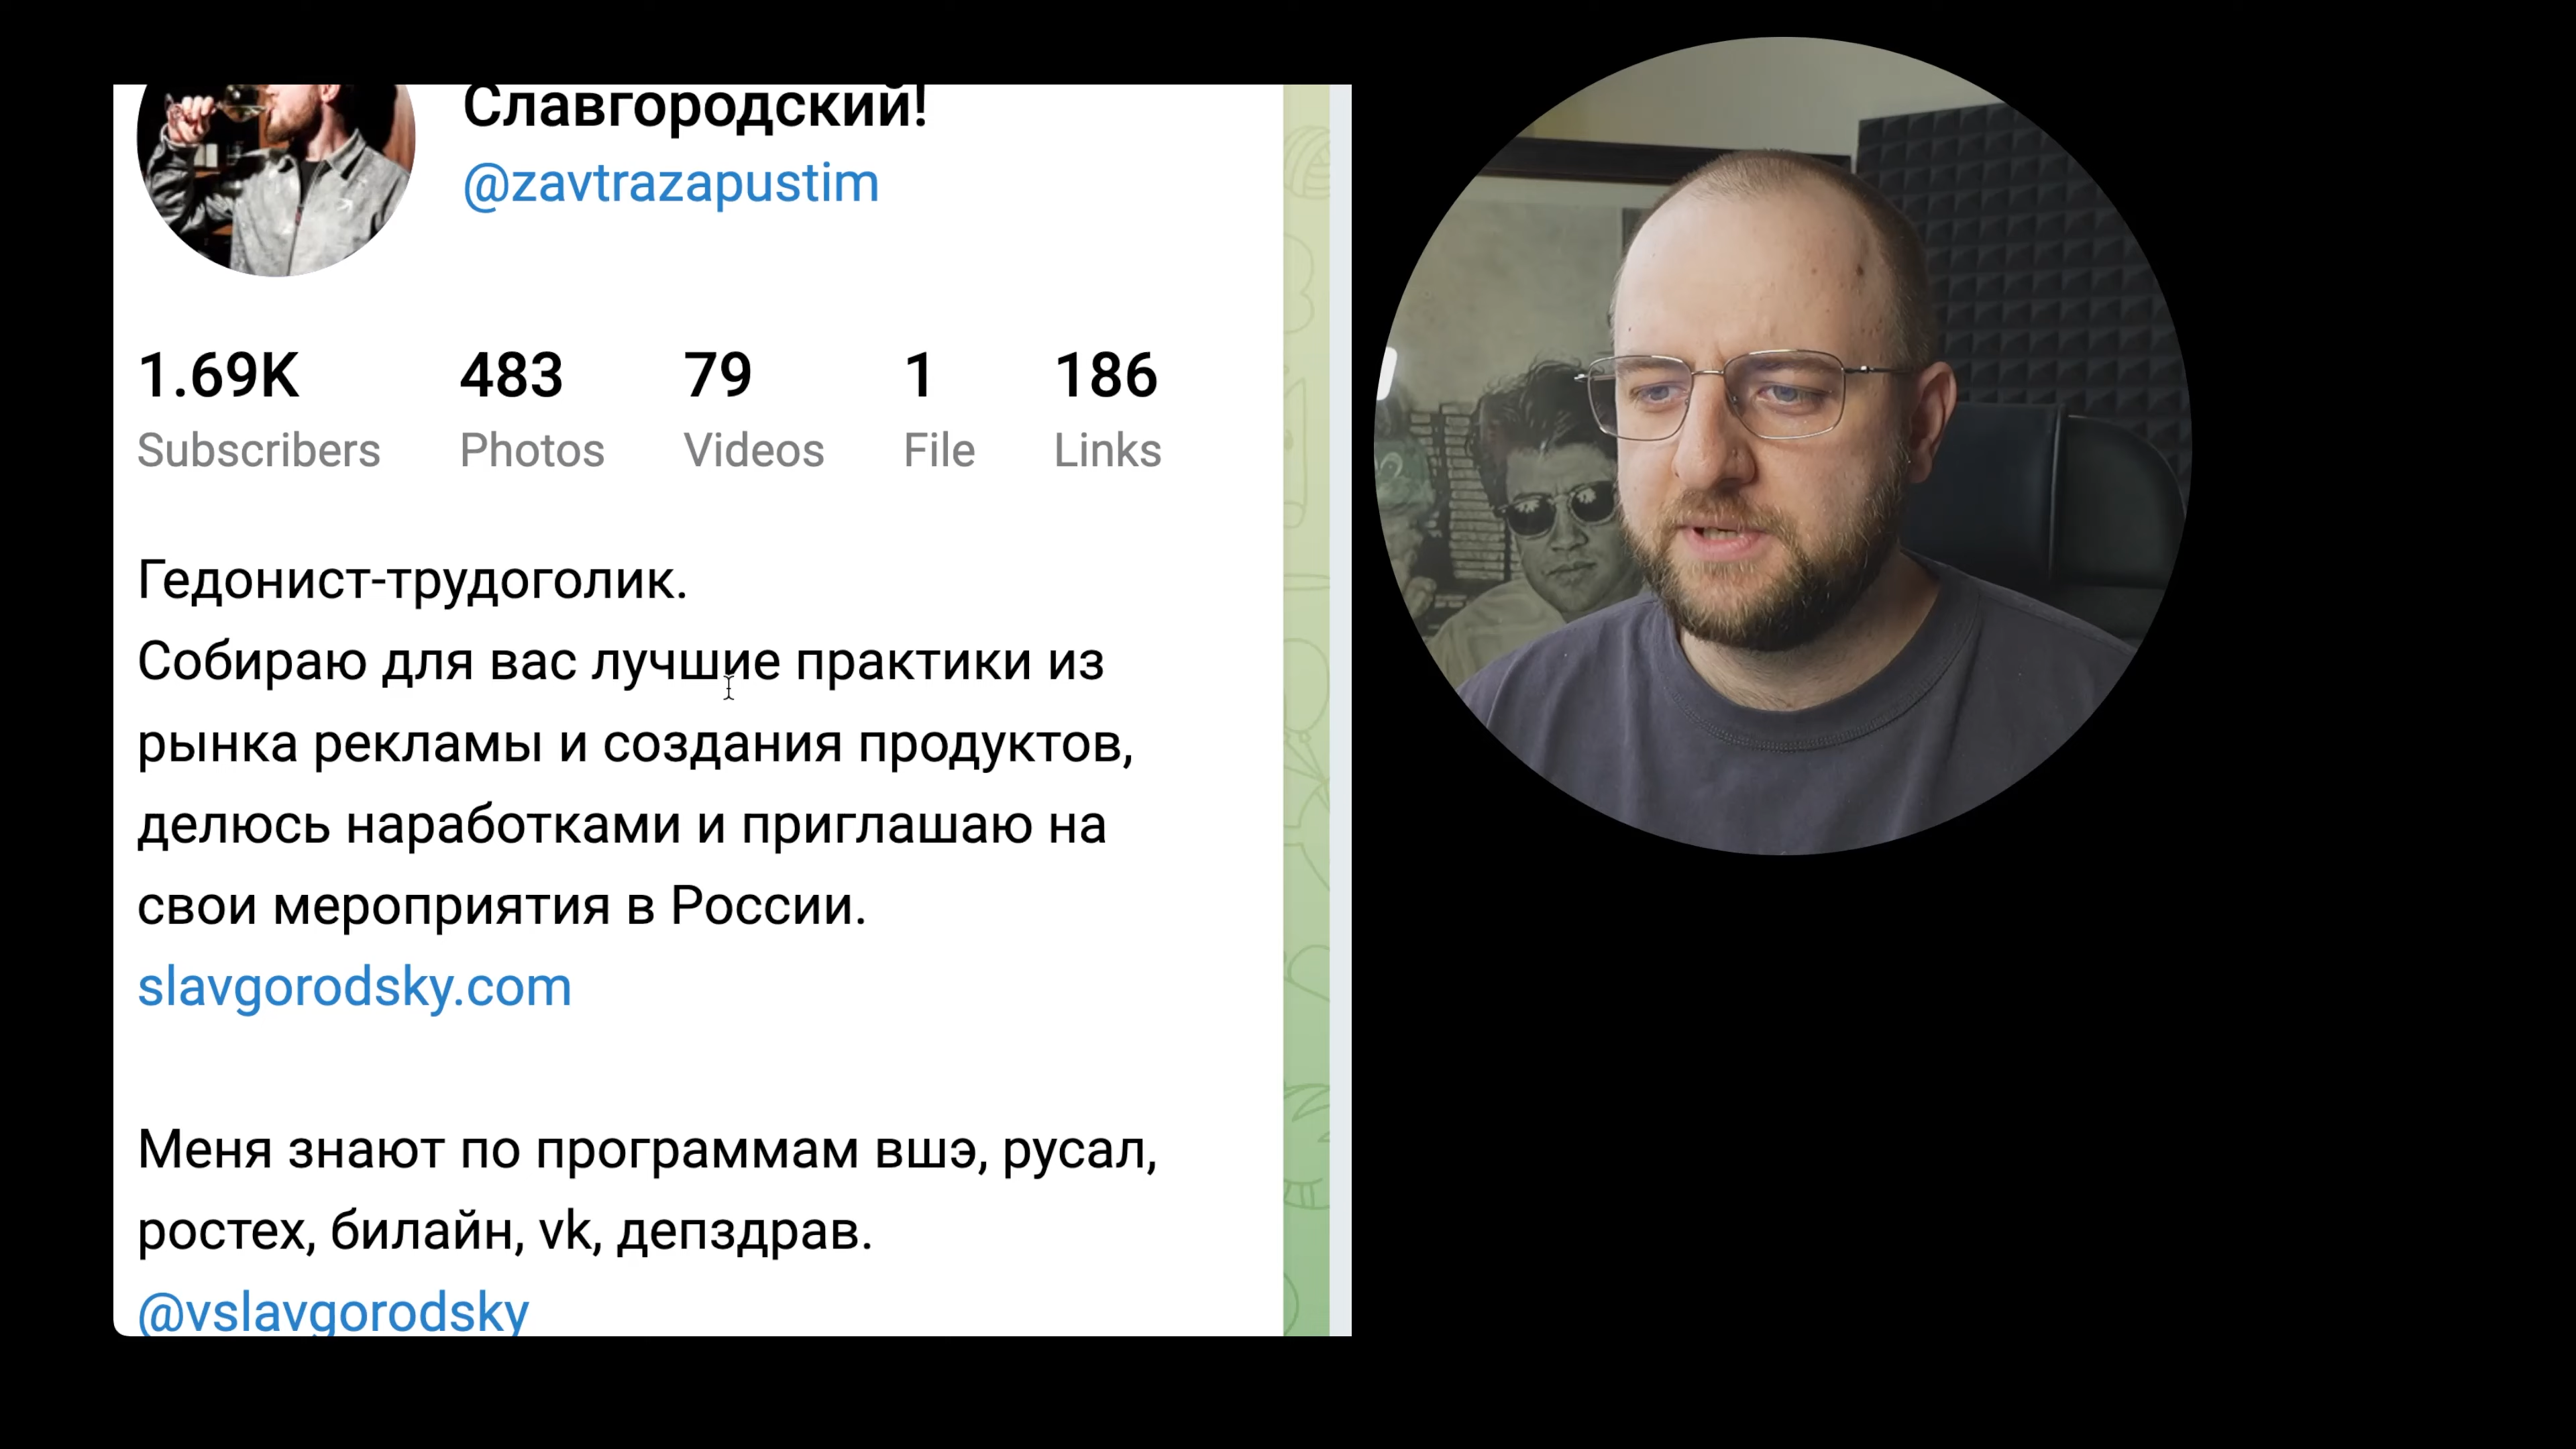 Славгородский!
@zavtrazapustim
1.69K 483 79 1 186
Subscribers Photos Videos File Links
Гедонист-трудоголик.
Собираю для вас лучшие практики из
рынка рекламы и создания продуктов,
делюсь наработками и приглашаю на
свои мероприятия в России.
slavgorodsky.com
Меня знают по программам вшэ, русал,
ростех, билайн, vk, депздрав.
@vslavgorodsky